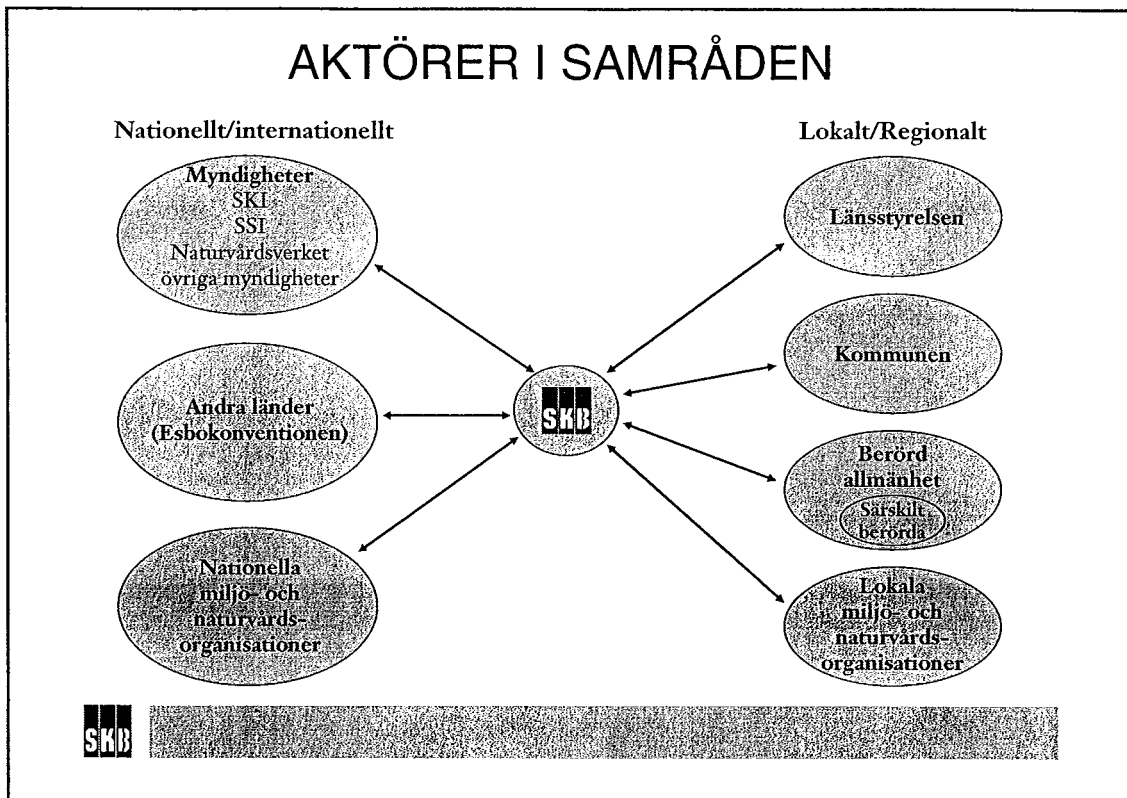 AKTÖRER I SAMRÅDEN
Nationellt/internationellt
Myndigheter
SKI
SSI
Naturvårdsverket
övriga myndigheter
Andra länder
(Esbokonventionen)
Nationella
miljö- och
naturvårds-
organisationer
SKB
Lokalt/Regionalt
Länsstyrelsen
Kommunen
Berörd
allmänhet
Särskilt
berörda
Lokala
miljö- och
naturvårds-
organisationer
SKB